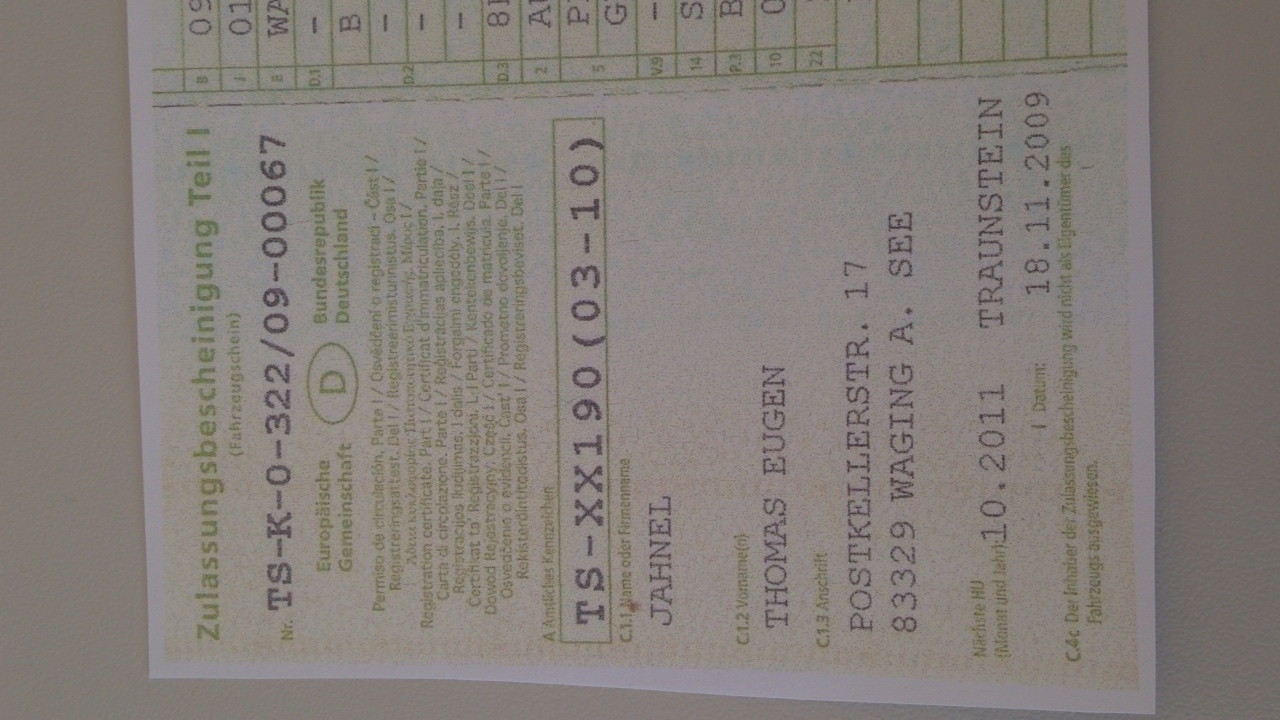 Zulassungsbescheinigung Teil I
(Fahrzeugschein)
Nr. TS-K-0-322/09-00067
Europäische
Gemeinschaft
D
Bundesrepublik
Deutschland
Permiso de circulación, Parte I / Osvědčení o registraci – Část I /
Registreringsattest. Del I / Registreerimistunnistus. Osa I /
Άδεια κυκλοφορίας Πιστοποιητικό Εγγραφής. Μέρος I /
Registration certificate. Part I / Certificat d'immatriculation. Partie I /
Carta di circolazione. Parte I / Reģistrācijas apliecība. I. daļa /
Registracijos liudijimas. I dalis / Forgalmi engedély. I. Rész /
Ċertifikat ta' Reġistrazzjoni. L-I Parti / Kentekenbewijs. Deel I /
Dowód Rejestracyjny. Część I / Certificado de matrícula. Parte I /
Osvedčenie o evidencii. Časť I / Prometno dovoljenje. Del I /
Rekisteröintitodistus. Osa I / Registreringsbeviset. Del I
A Amtliches Kennzeichen
TS-XX190(03-10)
C.1.1 Name oder Firmenname
JAHNEL
C.1.2 Vorname(n)
THOMAS EUGEN
C.1.3 Anschrift
POSTKELLERSTR. 17
83329 WAGING A. SEE
Nächste HU
(Monat und Jahr): 10.2011 TRAUNSTEIN
I Datum: 18.11.2009
C.4c Der Inhaber der Zulassungsbescheinigung wird nicht als Eigentümer des
Fahrzeugs ausgewiesen.
B 09
J 01
E WA
D.1 –
B
D.2 –
–
–
D.3 8
2 A
5 P
G
V.9 –
14 S
P.3 B
10 0
22